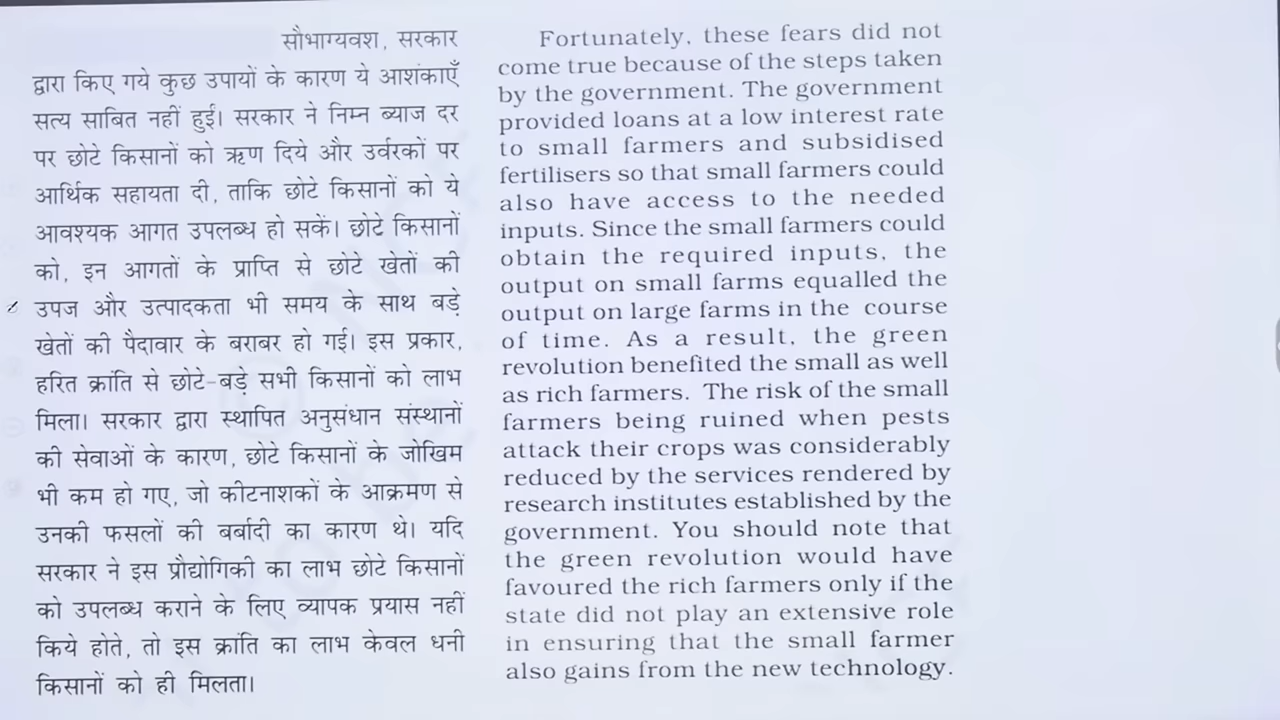 सौभाग्यवश, सरकार
द्वारा किए गये कुछ उपायों के कारण ये आशंकाएँ
सत्य साबित नहीं हुईं। सरकार ने निम्न ब्याज दर
पर छोटे किसानों को ऋण दिये और उर्वरकों पर
आर्थिक सहायता दी, ताकि छोटे किसानों को ये
आवश्यक आगत उपलब्ध हो सकें। छोटे किसानों
को, इन आगतों के प्राप्ति से छोटे खेतों की
उपज और उत्पादकता भी समय के साथ बड़े
खेतों की पैदावार के बराबर हो गई। इस प्रकार,
हरित क्रांति से छोटे-बड़े सभी किसानों को लाभ
मिला। सरकार द्वारा स्थापित अनुसंधान संस्थानों
की सेवाओं के कारण, छोटे किसानों के जोखिम
भी कम हो गए, जो कीटनाशकों के आक्रमण से
उनकी फसलों की बर्बादी का कारण थे। यदि
सरकार ने इस प्रौद्योगिकी का लाभ छोटे किसानों
को उपलब्ध कराने के लिए व्यापक प्रयास नहीं
किये होते, तो इस क्रांति का लाभ केवल धनी
किसानों को ही मिलता।
Fortunately, these fears did not
come true because of the steps taken
by the government. The government
provided loans at a low interest rate
to small farmers and subsidised
fertilisers so that small farmers could
also have access to the needed
inputs. Since the small farmers could
obtain the required inputs, the
output on small farms equalled the
output on large farms in the course
of time. As a result, the green
revolution benefited the small as well
as rich farmers. The risk of the small
farmers being ruined when pests
attack their crops was considerably
reduced by the services rendered by
research institutes established by the
government. You should note that
the green revolution would have
favoured the rich farmers only if the
state did not play an extensive role
in ensuring that the small farmer
also gains from the new technology.